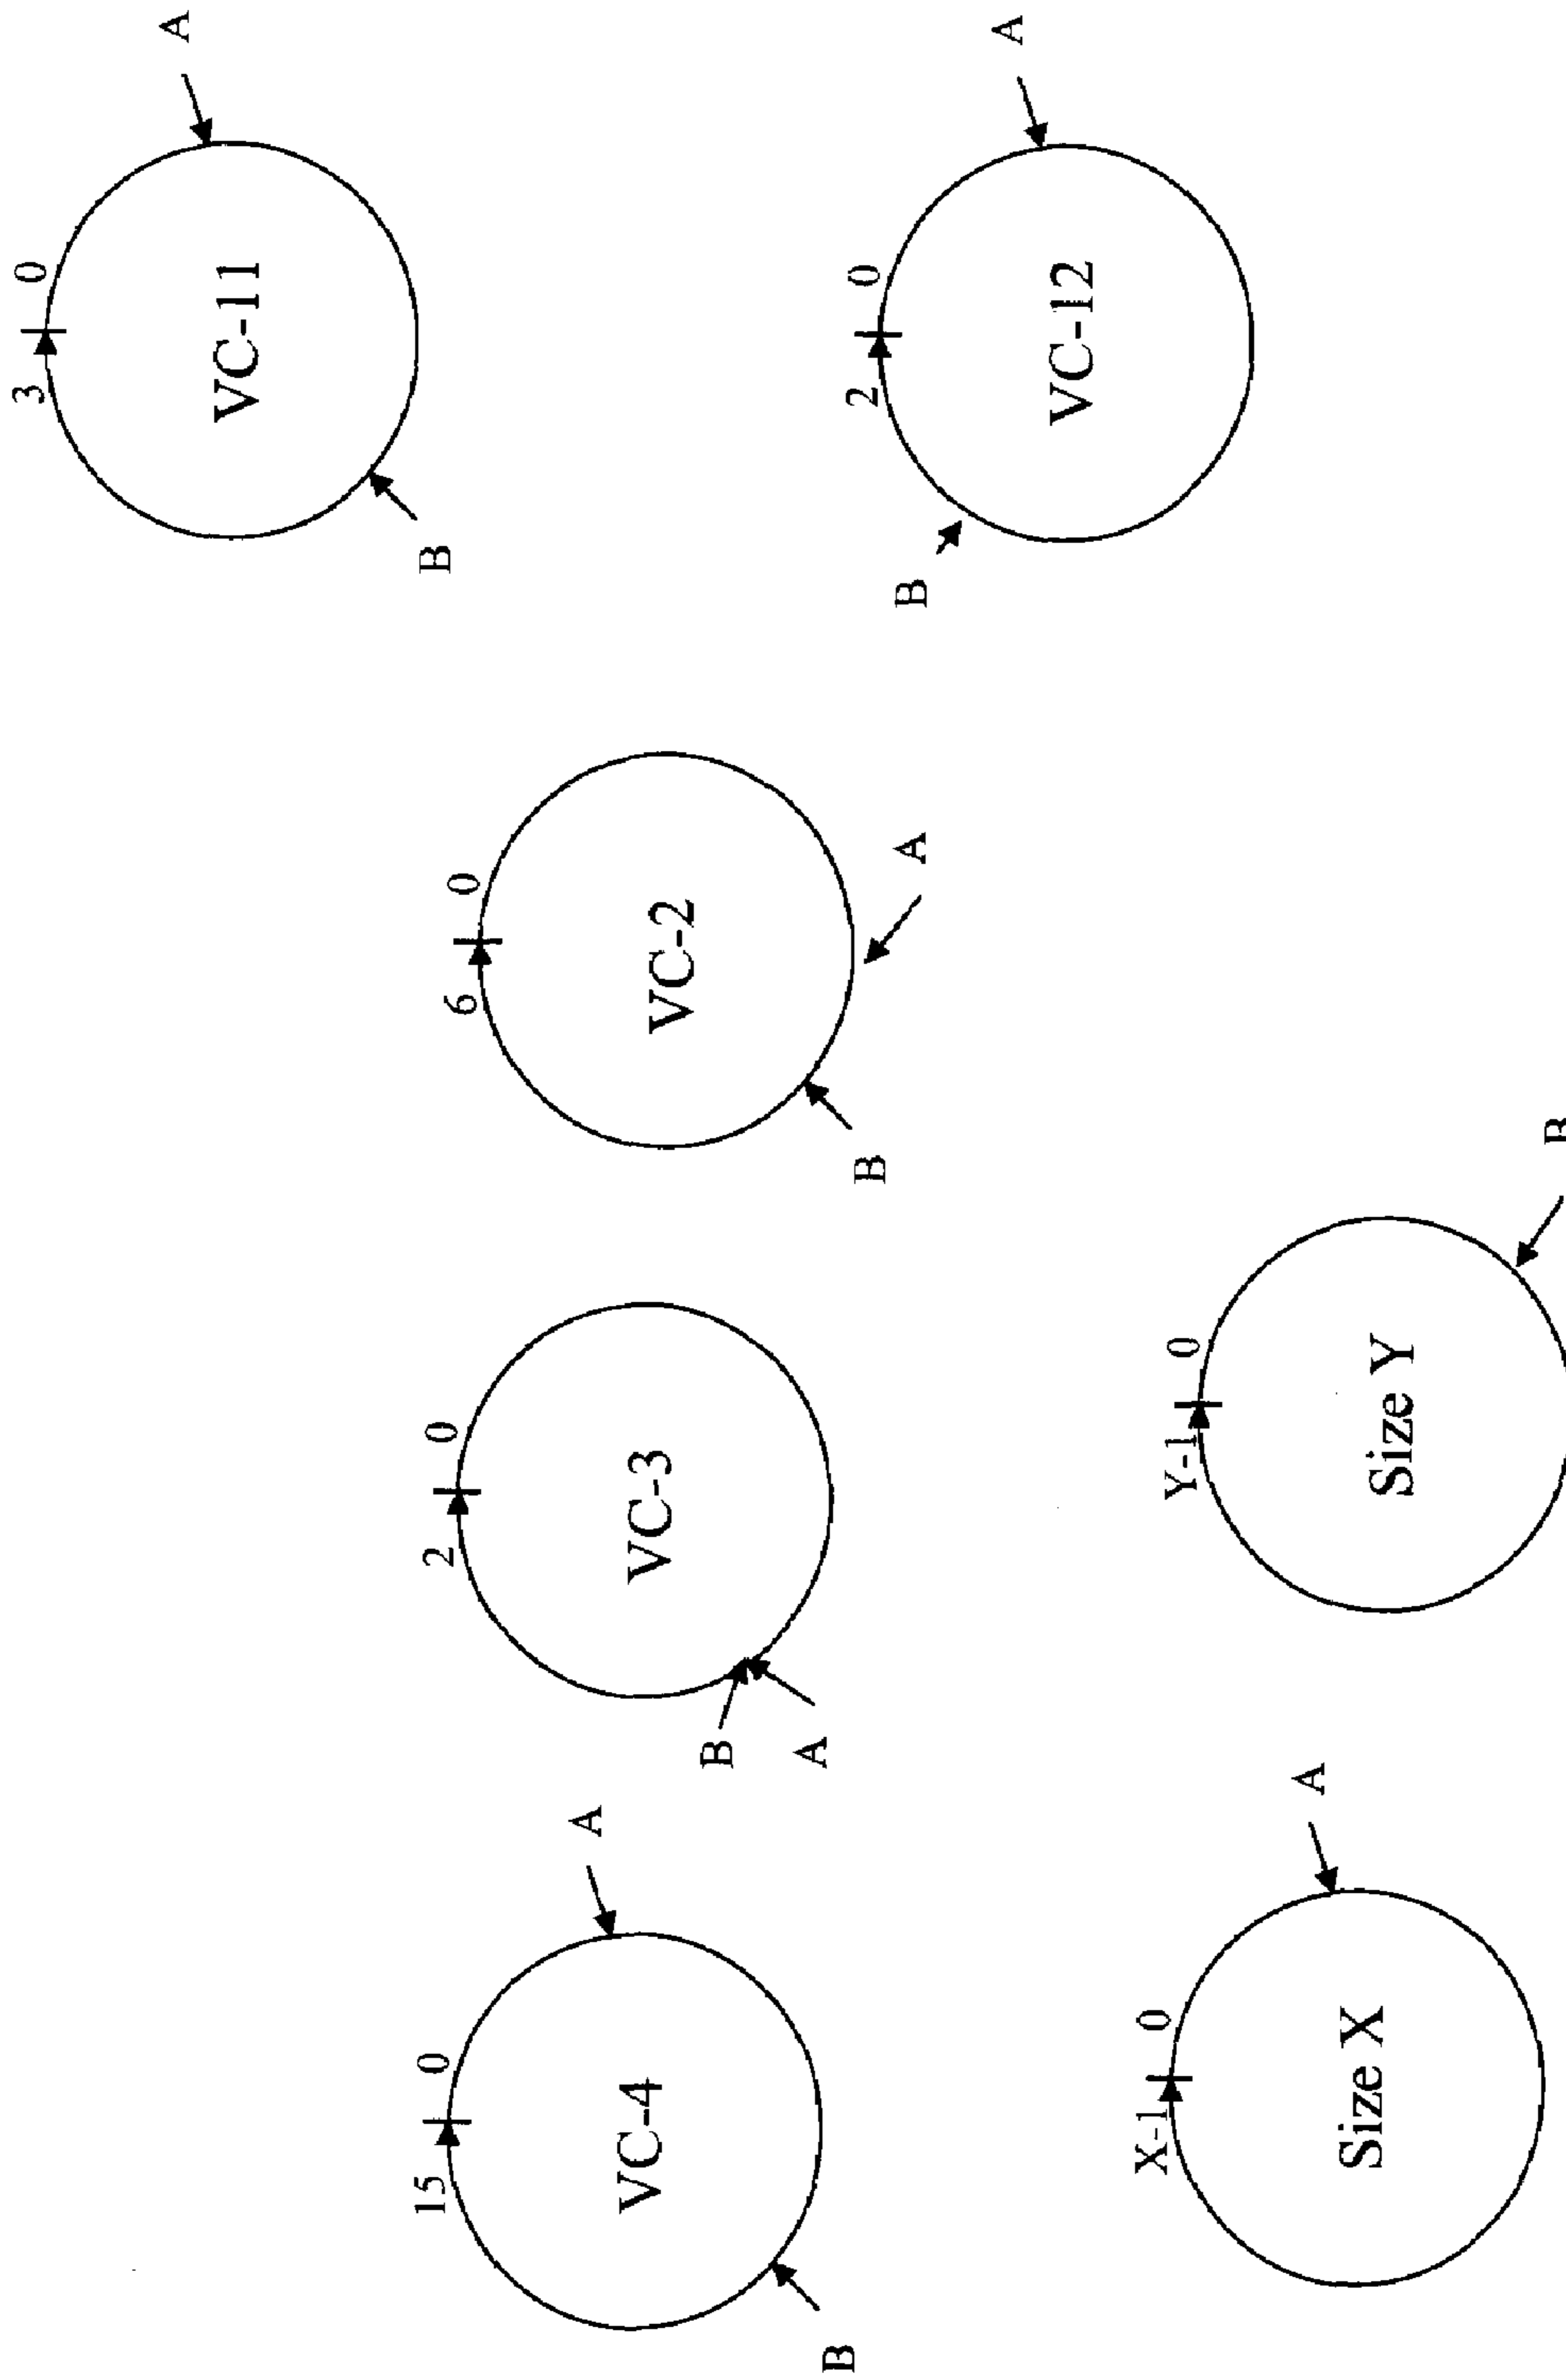 3 0
A
VC-11
B
15 0
A
VC-4
B
2 0
VC-3
B
A
6 0
VC-2
B
A
2 0
B
A
VC-12
X-1 0
A
Size X
Y-1 0
Size Y
B